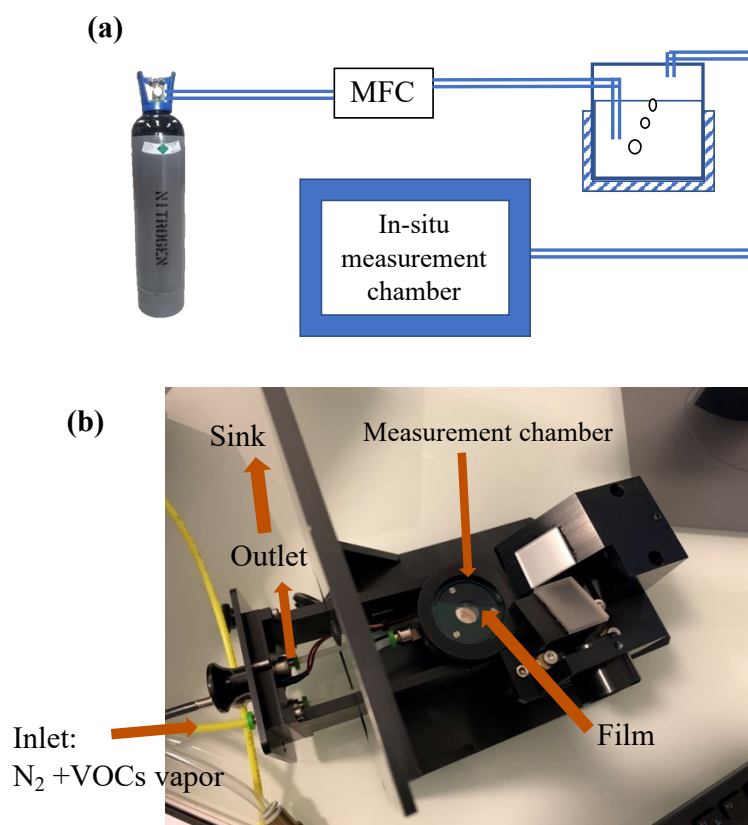 (a)
MFC
NITROGEN
In-situ
measurement
chamber
(b)
Sink
Measurement chamber
Outlet
Film
Inlet:
N₂ +VOCs vapor